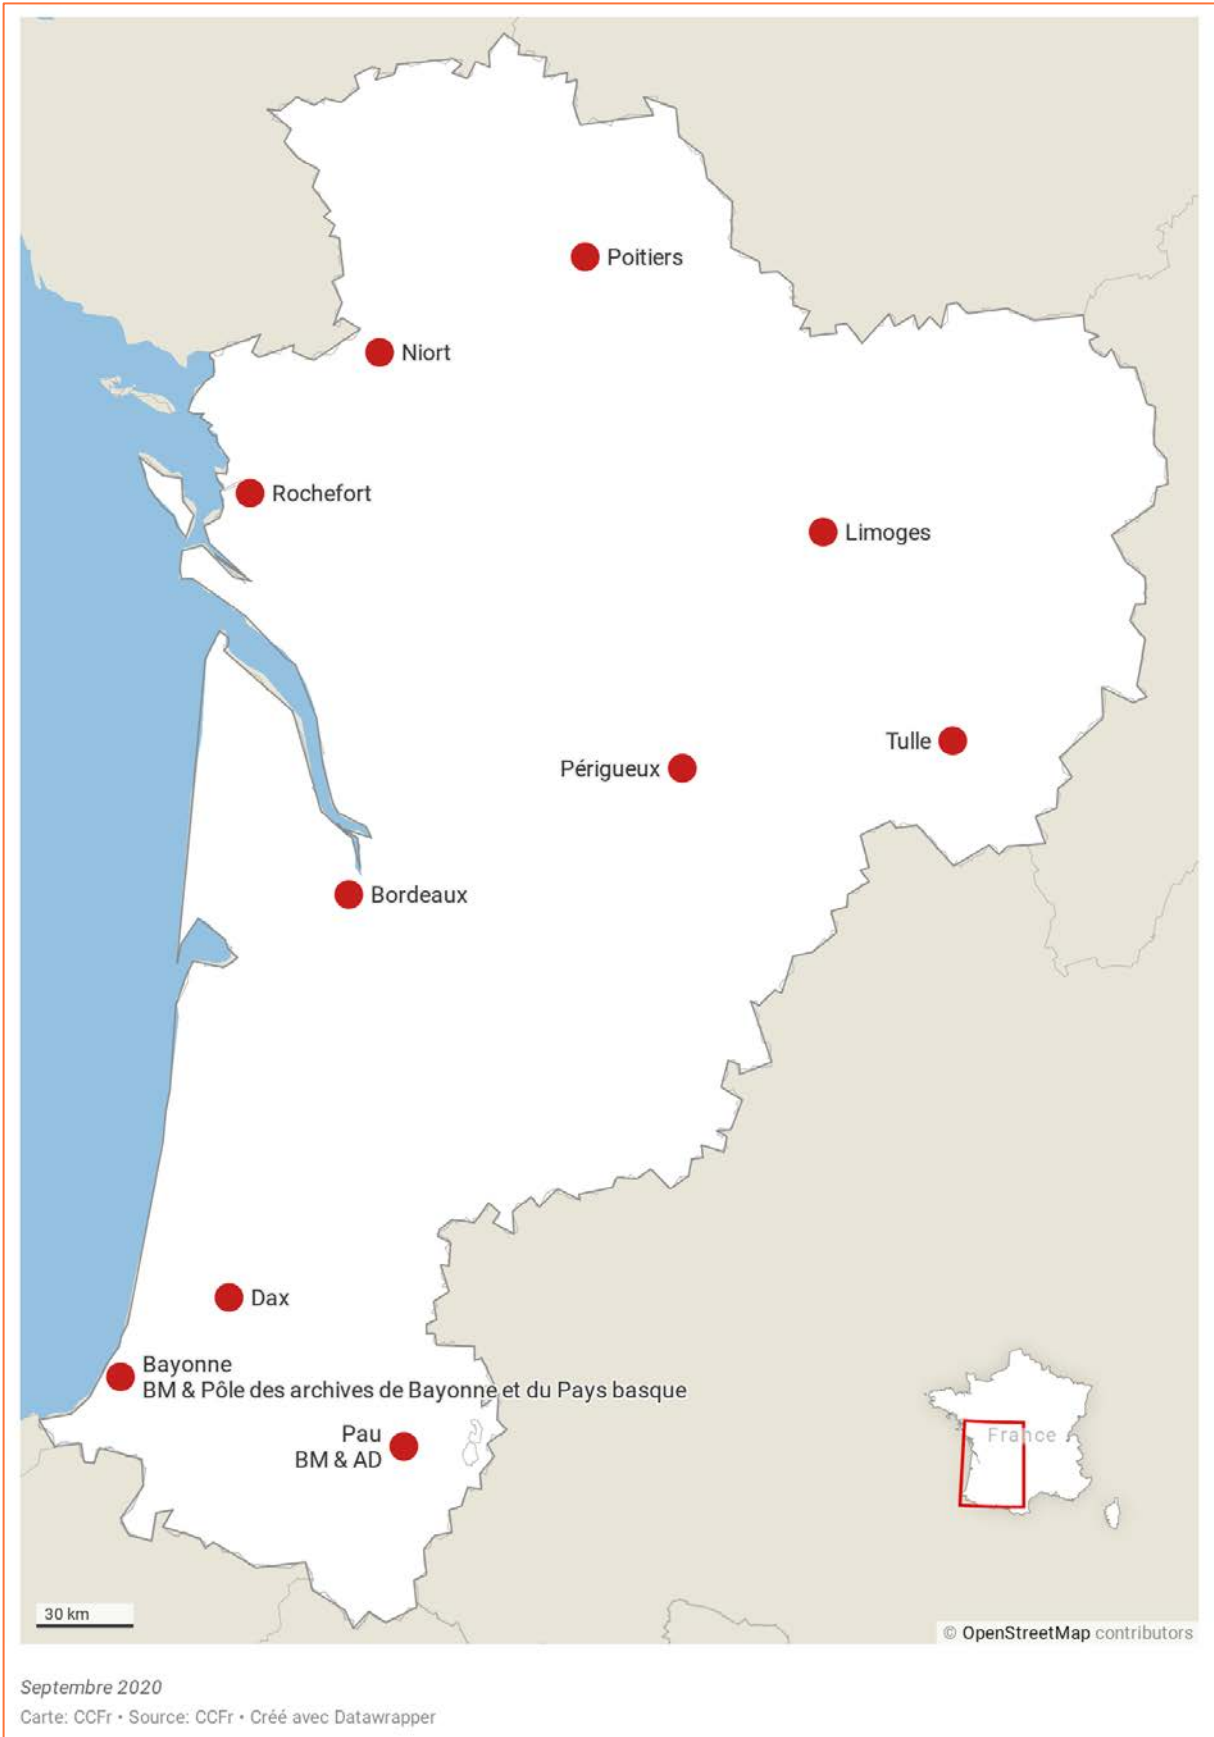 Poitiers
Niort
Rochefort
Limoges
Tulle
Périgueux
Bordeaux
Dax
Bayonne
BM & Pôle des archives de Bayonne et du Pays basque
Pau
BM & AD
France
30 km
© OpenStreetMap contributors
Septembre 2020
Carte: CCFr • Source: CCFr • Créé avec Datawrapper